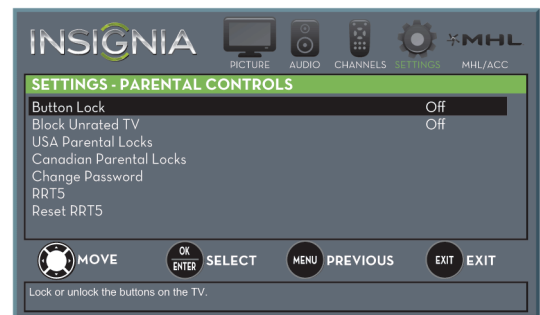 INSIGNIA
PICTURE AUDIO CHANNELS SETTINGS MHL MHL/ACC
SETTINGS - PARENTAL CONTROLS
Button Lock Off
Block Unrated TV Off
USA Parental Locks
Canadian Parental Locks
Change Password
RRT5
Reset RRT5
MOVE OK ENTER SELECT MENU PREVIOUS EXIT EXIT
Lock or unlock the buttons on the TV.